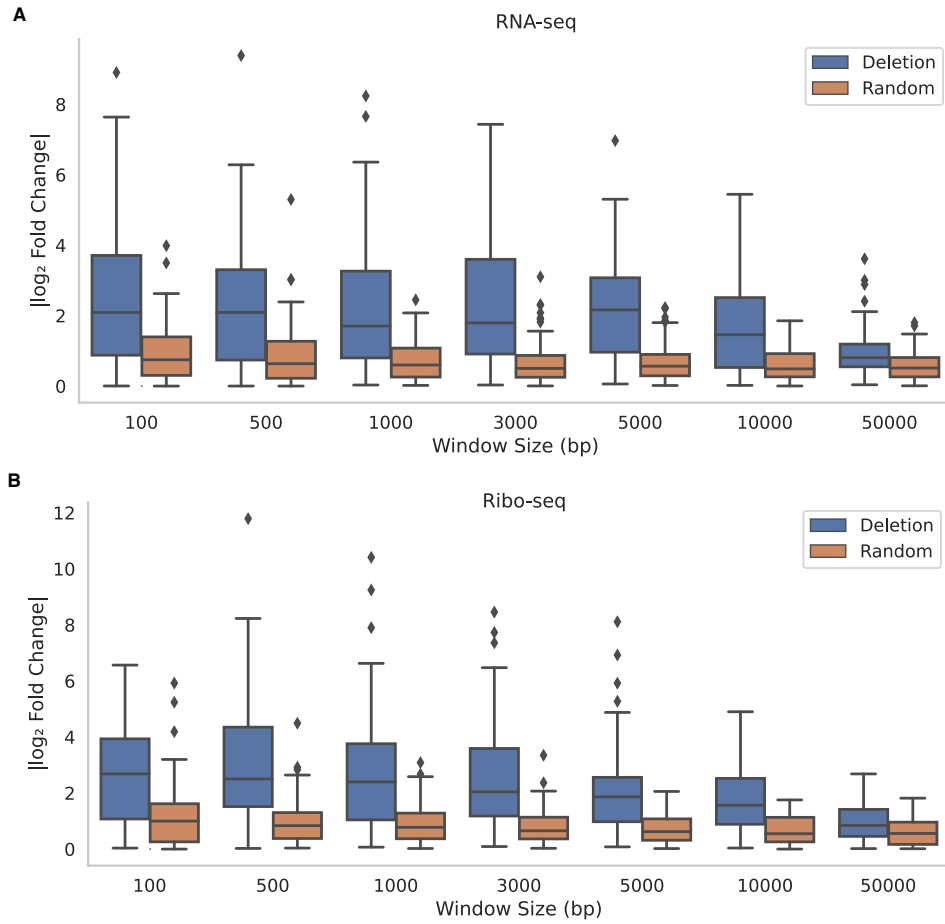 A
RNA-seq
Deletion
Random
|log₂ Fold Change|
8
6
4
2
0
100 500 1000 3000 5000 10000 50000
Window Size (bp)
B
Ribo-seq
Deletion
Random
|log₂ Fold Change|
12
10
8
6
4
2
0
100 500 1000 3000 5000 10000 50000
Window Size (bp)